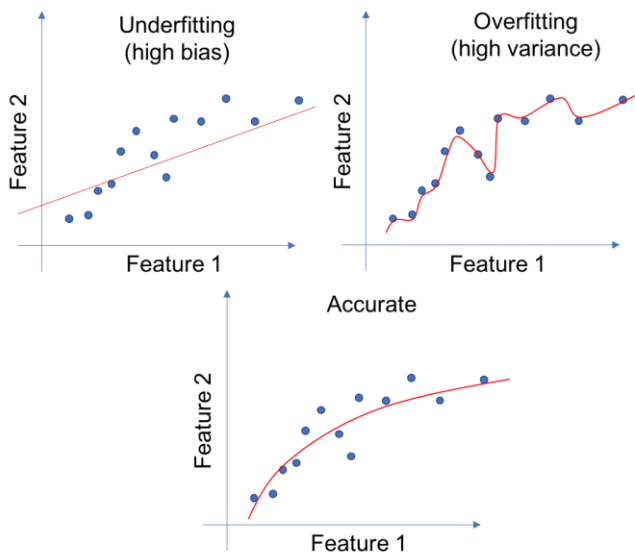 Underfitting
(high bias)
Feature 2
Feature 1
Overfitting
(high variance)
Feature 2
Feature 1
Accurate
Feature 2
Feature 1